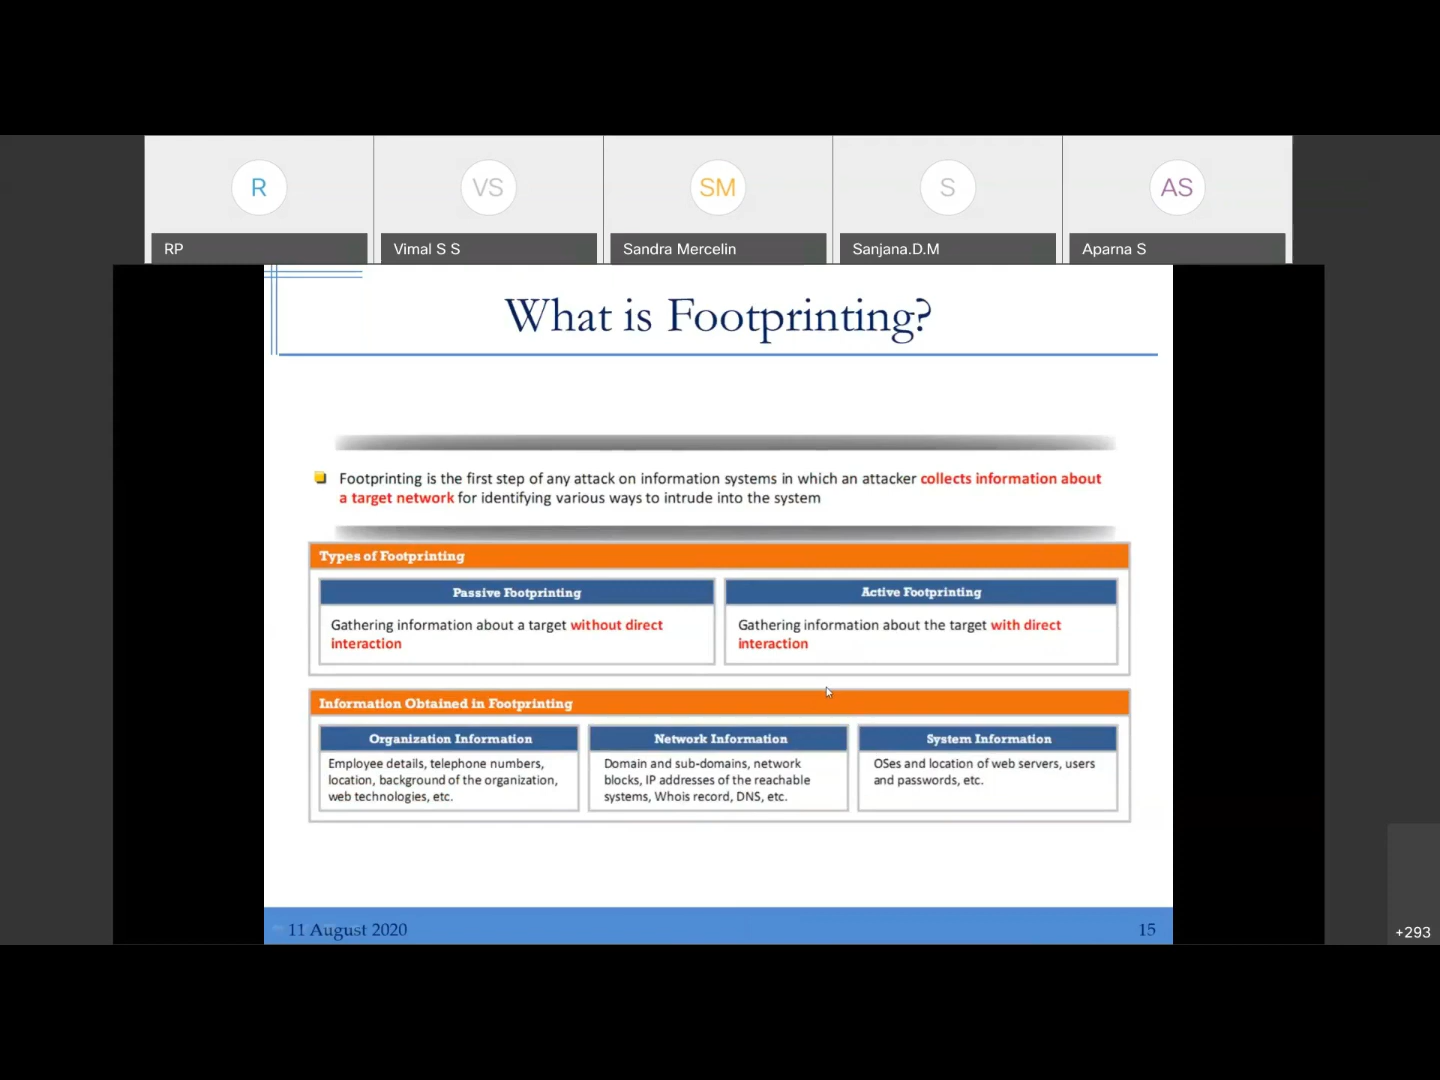 R
VS
SM
S
AS
RP
Vimal S S
Sandra Mercelin
Sanjana.D.M
Aparna S
What is Footprinting?
Footprinting is the first step of any attack on information systems in which an attacker collects information about
a target network for identifying various ways to intrude into the system
Types of Footprinting
Passive Footprinting
Gathering information about a target without direct
interaction
Active Footprinting
Gathering information about the target with direct
interaction
Information Obtained in Footprinting
Organization Information
Employee details, telephone numbers,
location, background of the organization,
web technologies, etc.
Network Information
Domain and sub-domains, network
blocks, IP addresses of the reachable
systems, Whois record, DNS, etc.
System Information
OSes and location of web servers, users
and passwords, etc.
11 August 2020
15
+293